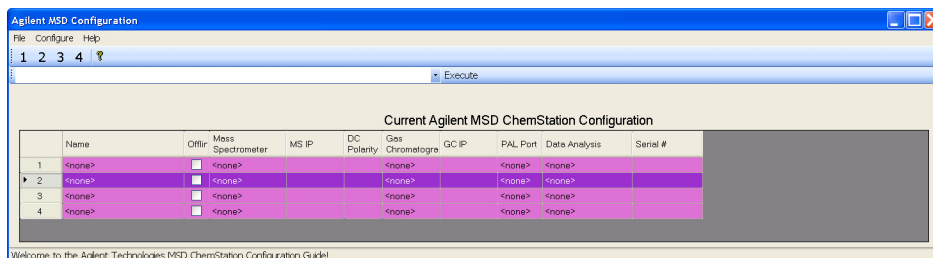 Agilent MSD Configuration
File Configure Help
1 2 3 4 ?
Execute
Current Agilent MSD ChemStation Configuration
Name Offlir Mass Spectrometer MS IP DC Polarity Gas Chromatogra GC IP PAL Port Data Analysis Serial #
1 <none> <none> <none> <none> <none>
2 <none> <none> <none> <none> <none>
3 <none> <none> <none> <none> <none>
4 <none> <none> <none> <none> <none>
Welcome to the Agilent Technologies MSD ChemStation Configuration Guide!